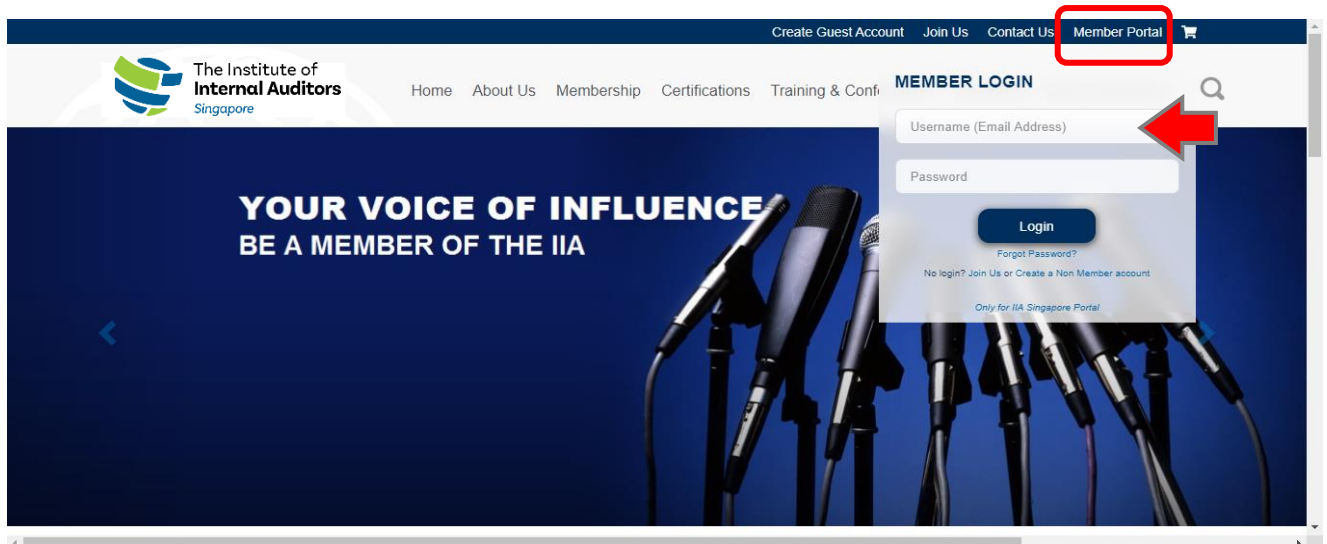 Create Guest Account Join Us Contact Us Member Portal
The Institute of
Internal Auditors
Singapore
Home About Us Membership Certifications Training & Conf
MEMBER LOGIN
Username (Email Address)
Password
Login
Forgot Password?
No login? Join Us or Create a Non Member account
Only for IIA Singapore Portal
YOUR VOICE OF INFLUENCE
BE A MEMBER OF THE IIA